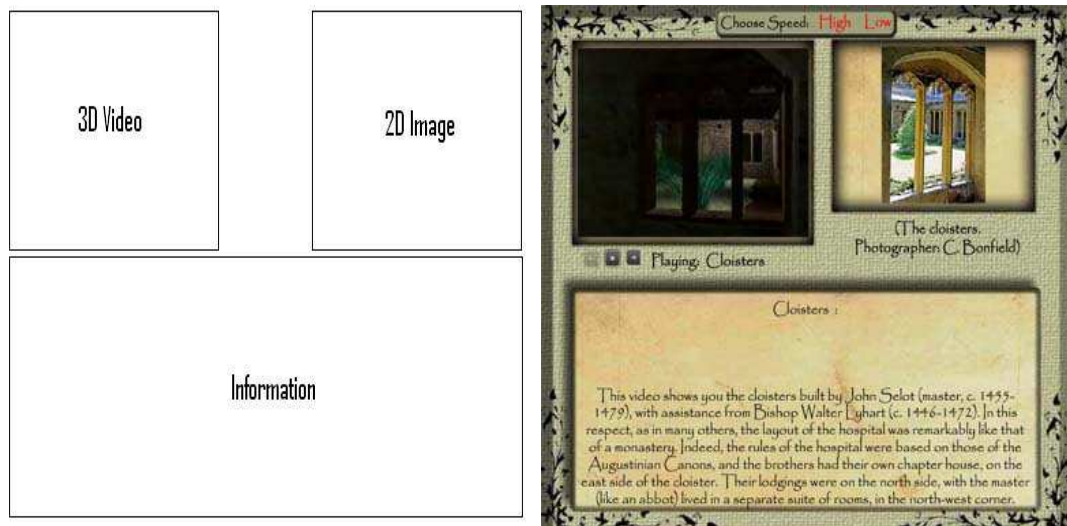 3D Video
2D Image
Information
Choose Speed: High Low
(The cloisters.
Photographer: C. Bonfield)
Playing: Cloisters
Cloisters :
This video shows you the cloisters built by John Selot (master, c. 1455-
1479), with assistance from Bishop Walter Lyhart (c. 1446-1472). In this
respect, as in many others, the layout of the hospital was remarkably like that
of a monastery. Indeed, the rules of the hospital were based on those of the
Augustinian Canons, and the brothers had their own chapter house, on the
east side of the cloister. Their lodgings were on the north side, with the master
(like an abbot) lived in a separate suite of rooms, in the north-west corner.